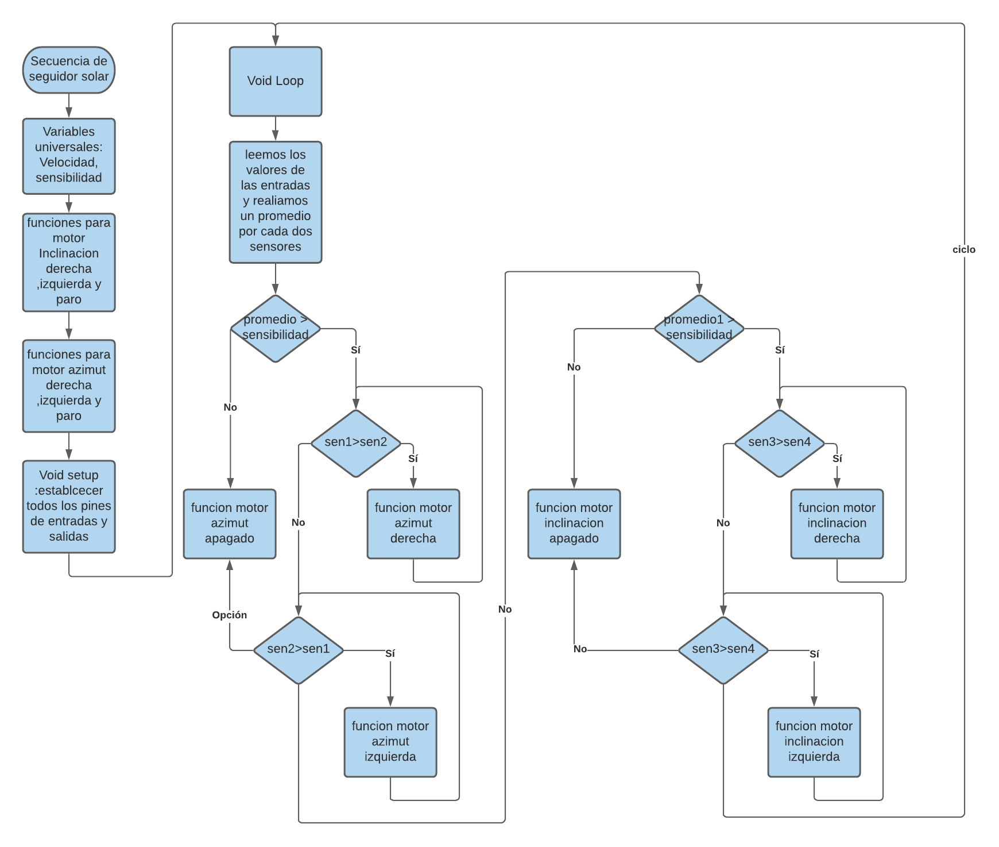 Secuencia de
seguidor solar
Variables
universales:
Velocidad,
sensibilidad
funciones para
motor
Inclinacion
derecha
,izquierda y
paro
funciones para
motor azimut
derecha
,izquierda y
paro
Void setup
:establcecer
todos los pines
de entradas y
salidas
Void Loop
leemos los
valores de
las entradas
y realiamos
un promedio
por cada dos
sensores
promedio >
sensibilidad
Sí
No
sen1>sen2
Sí
No
funcion motor
azimut
apagado
funcion motor
azimut
derecha
Opción
sen2>sen1
Sí
funcion motor
azimut
izquierda
No
promedio1 >
sensibilidad
Sí
No
sen3>sen4
Sí
No
funcion motor
inclinacion
apagado
funcion motor
inclinacion
derecha
No
sen3>sen4
Sí
funcion motor
inclinacion
izquierda
ciclo